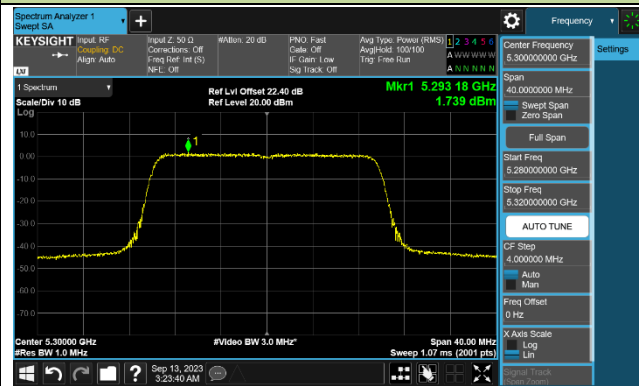 Spectrum Analyzer 1
Swept SA
Frequency
KEYSIGHT
Input: RF
Coupling: DC
Align: Auto
Input Z: 50 Ω
Corrections: Off
Freq Ref: Int (S)
NFE: Off
#Atten: 20 dB
PNO: Fast
Gate: Off
IF Gain: Low
Sig Track: Off
Avg Type: Power (RMS)
Avg|Hold: 100/100
Trig: Free Run
1 2 3 4 5 6
A W W W W W
A N N N N N
LXI
1 Spectrum
Scale/Div 10 dB
Log
Ref Lvl Offset 22.40 dB
Ref Level 20.00 dBm
Mkr1 5.293 18 GHz
1.739 dBm
1
10.0
0.00
-10.0
-20.0
-30.0
-40.0
-50.0
-60.0
-70.0
Center 5.30000 GHz
#Res BW 1.0 MHz
#Video BW 3.0 MHz*
Span 40.00 MHz
Sweep 1.07 ms (2001 pts)
Center Frequency
5.300000000 GHz
Settings
Span
40.0000000 MHz
Swept Span
Zero Span
Full Span
Start Freq
5.280000000 GHz
Stop Freq
5.320000000 GHz
AUTO TUNE
CF Step
4.000000 MHz
Auto
Man
Freq Offset
0 Hz
X Axis Scale
Log
Lin
Signal Track
(Span Zoom)
Sep 13, 2023
3:23:40 AM